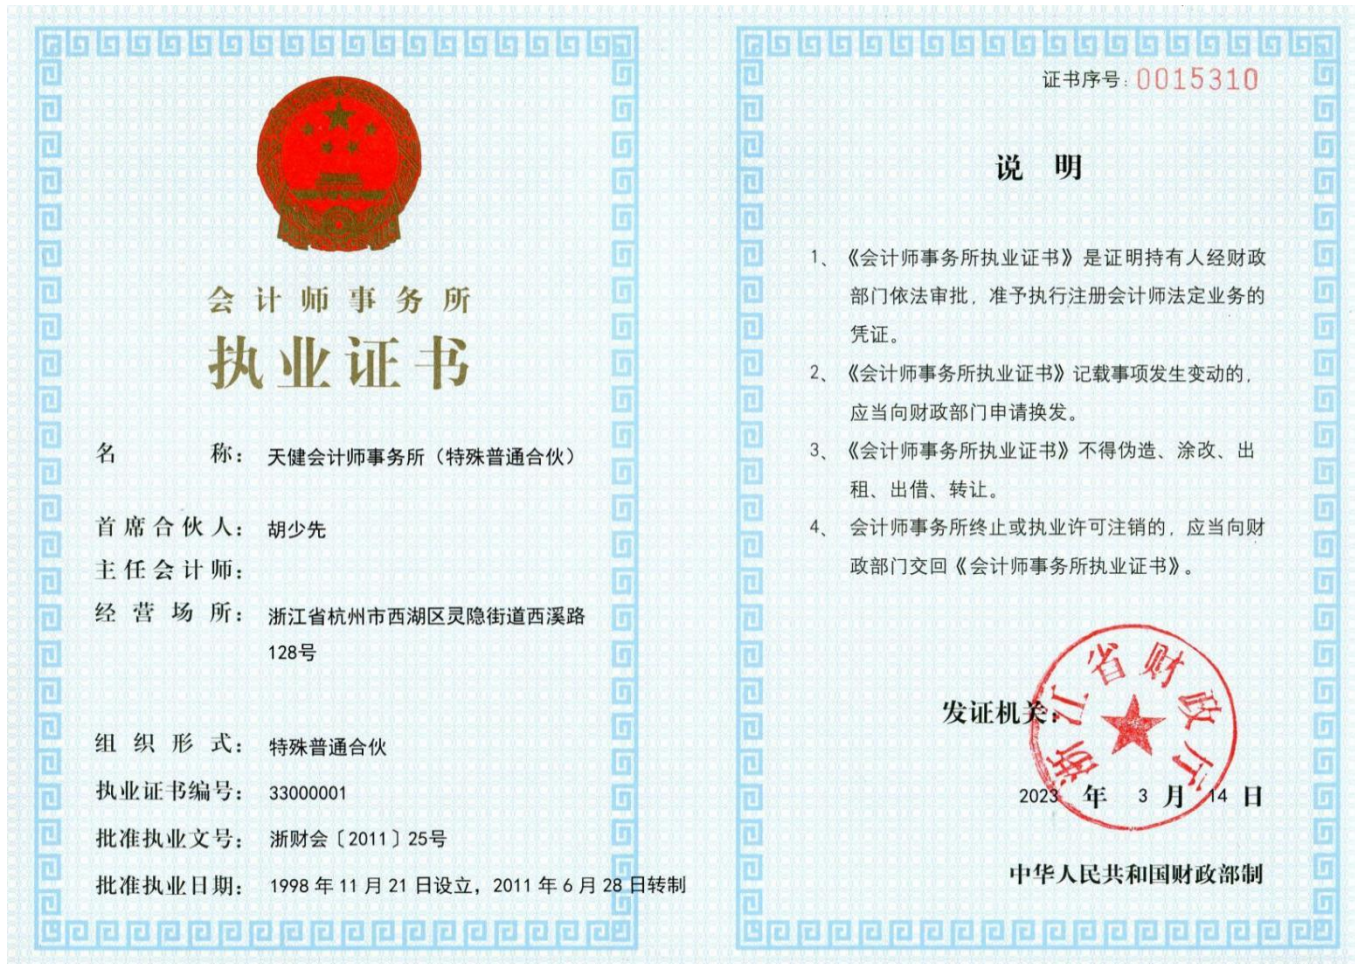 会计师事务所
执业证书
名称：天健会计师事务所（特殊普通合伙）
首席合伙人：胡少先
主任会计师：
经营场所：浙江省杭州市西湖区灵隐街道西溪路
128号
组织形式：特殊普通合伙
执业证书编号：33000001
批准执业文号：浙财会〔2011〕25号
批准执业日期：1998年11月21日设立，2011年6月28日转制
证书序号：0015310
说明
1、《会计师事务所执业证书》是证明持有人经财政
部门依法审批，准予执行注册会计师法定业务的
凭证。
2、《会计师事务所执业证书》记载事项发生变动的，
应当向财政部门申请换发。
3、《会计师事务所执业证书》不得伪造、涂改、出
租、出借、转让。
4、会计师事务所终止或执业许可注销的，应当向财
政部门交回《会计师事务所执业证书》。
发证机关：
浙江省财政厅
2023年3月14日
中华人民共和国财政部制